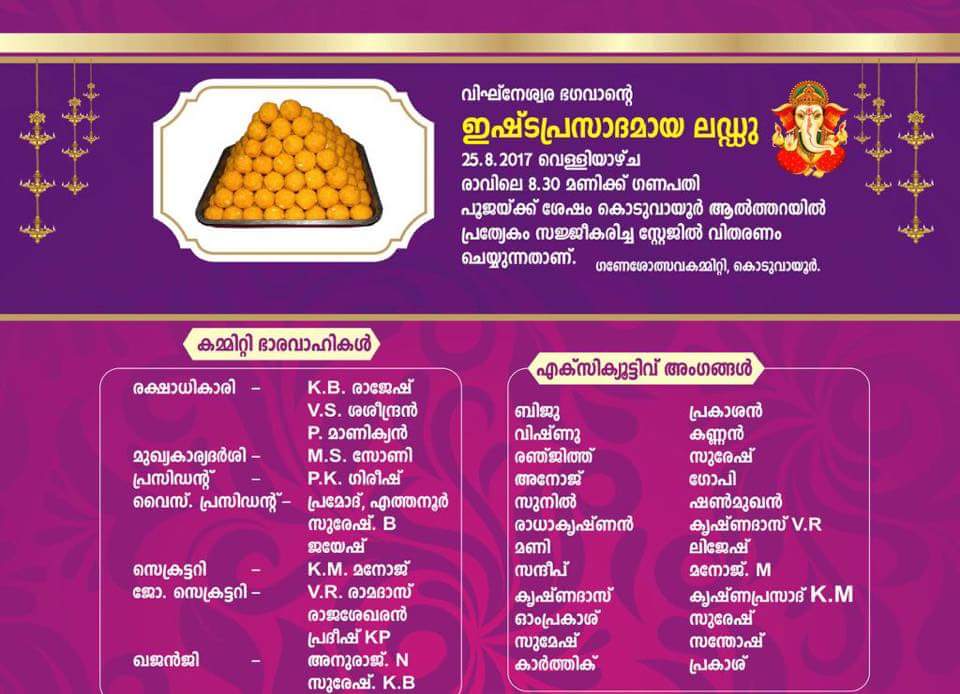 വിഘ്നേശ്വര ഭഗവാന്റെ
ഇഷ്ടപ്രസാദമായ ലഡ്ഡു
25.8.2017 വെള്ളിയാഴ്ച
രാവിലെ 8.30 മണിക്ക് ഗണപതി
പൂജയ്ക്ക് ശേഷം കൊടുവായൂർ ആൽത്തറയിൽ
പ്രത്യേകം സജ്ജീകരിച്ച സ്റ്റേജിൽ വിതരണം
ചെയ്യുന്നതാണ്.
ഗണേശോത്സവകമ്മിറ്റി, കൊടുവായൂർ.
കമ്മിറ്റി ഭാരവാഹികൾ
രക്ഷാധികാരി – K.B. രാജേഷ്
V.S. ശശീന്ദ്രൻ
P. മാണിക്യൻ
മുഖ്യകാര്യദർശി – M.S. സോണി
പ്രസിഡന്റ് – P.K. ഗിരീഷ്
വൈസ്. പ്രസിഡന്റ് – പ്രമോദ്, എത്തനൂർ
സുരേഷ്. B
ജയേഷ്
സെക്രട്ടറി – K.M. മനോജ്
ജോ. സെക്രട്ടറി – V.R. രാമദാസ്
രാജശേഖരൻ
പ്രദീഷ് KP
ഖജൻജി – അനുരാജ്. N
സുരേഷ്. K.B
എക്സിക്യൂട്ടിവ് അംഗങ്ങൾ
ബിജു പ്രകാശൻ
വിഷ്ണു കണ്ണൻ
രഞ്ജിത്ത് സുരേഷ്
അനോജ് ഗോപി
സുനിൽ ഷൺമുഖൻ
രാധാകൃഷ്ണൻ കൃഷ്ണദാസ് V.R
മണി ലിജേഷ്
സന്ദീപ് മനോജ്. M
കൃഷ്ണദാസ് കൃഷ്ണപ്രസാദ് K.M
ഓംപ്രകാശ് സുരേഷ്
സുമേഷ് സന്തോഷ്
കാർത്തിക് പ്രകാശ്